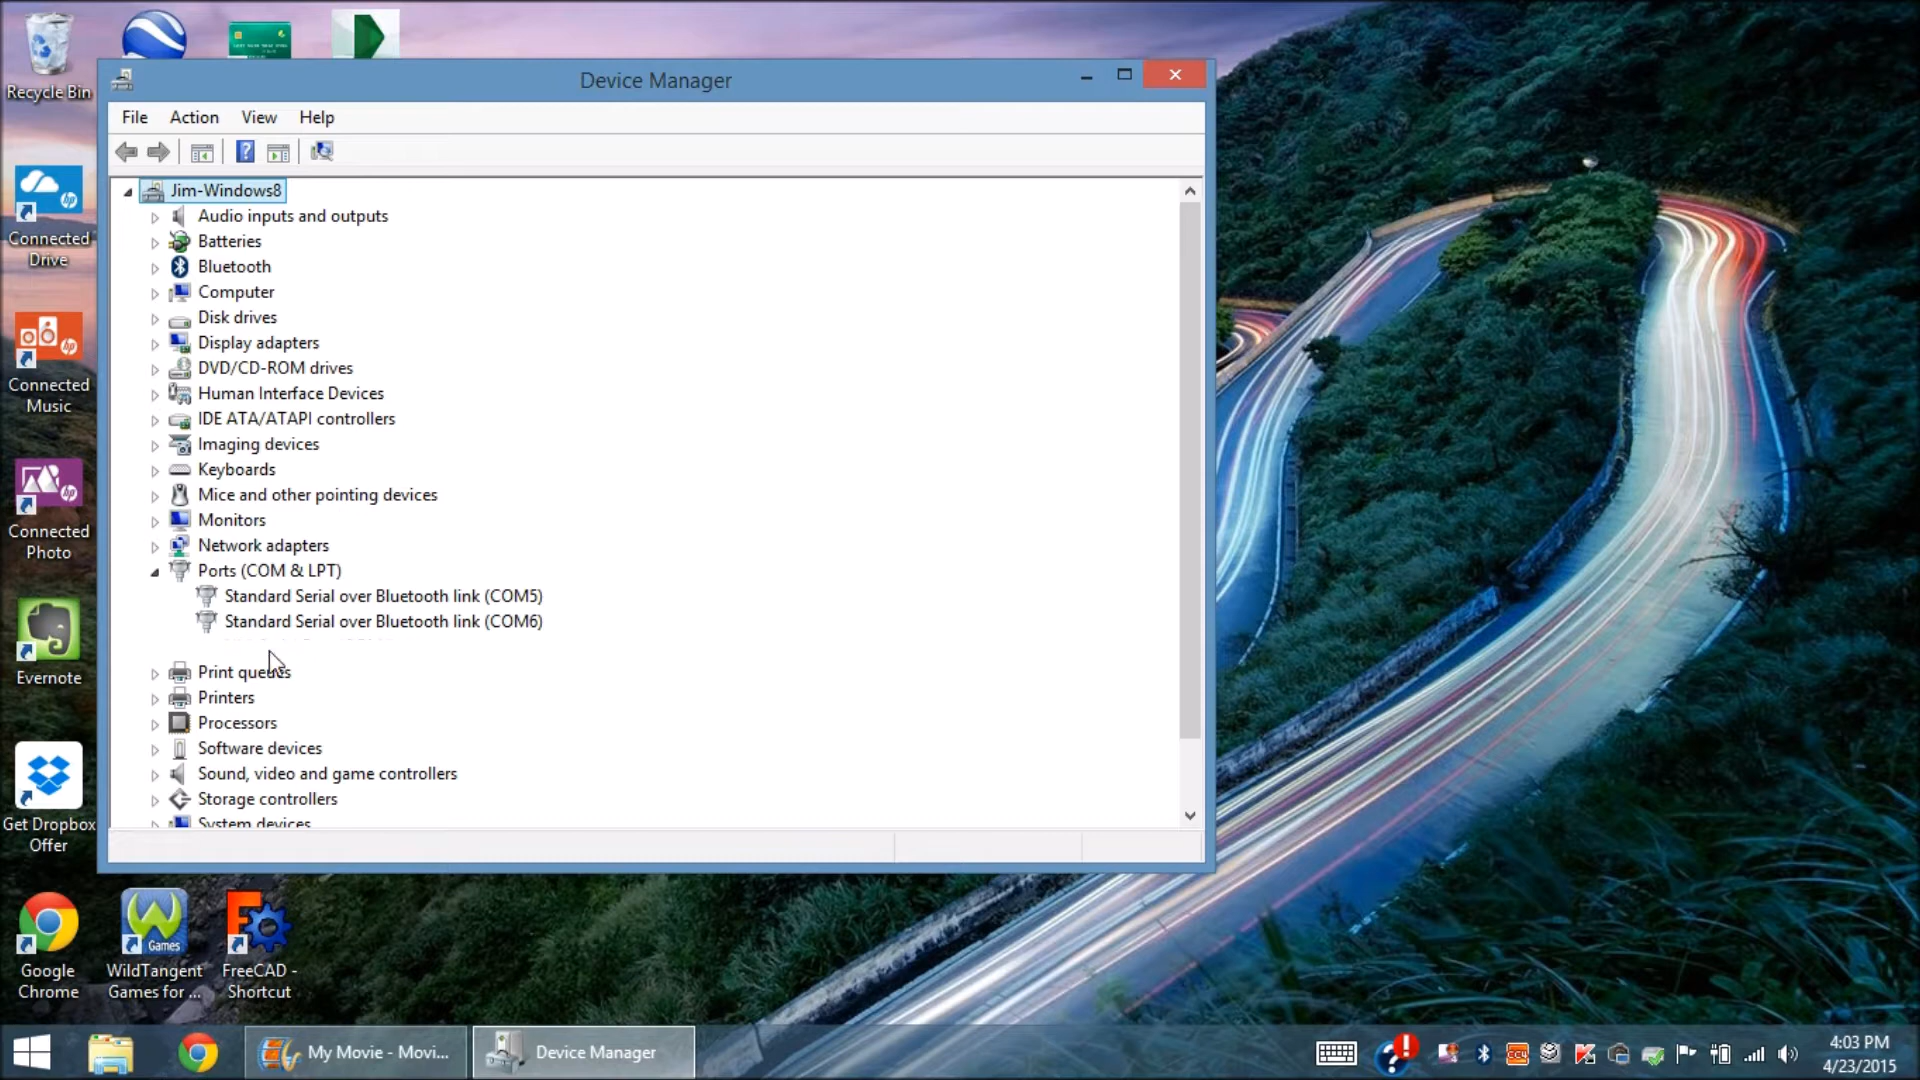 Recycle Bin
Device Manager
File Action View Help
Jim-Windows8
Audio inputs and outputs
Batteries
Bluetooth
Computer
Disk drives
Display adapters
DVD/CD-ROM drives
Human Interface Devices
IDE ATA/ATAPI controllers
Imaging devices
Keyboards
Mice and other pointing devices
Monitors
Network adapters
Ports (COM & LPT)
Standard Serial over Bluetooth link (COM5)
Standard Serial over Bluetooth link (COM6)
Print queues
Printers
Processors
Software devices
Sound, video and game controllers
Storage controllers
System devices
Connected
Drive
Connected
Music
Connected
Photo
Evernote
Get Dropbox
Offer
Google
Chrome
Games
WildTangent
Games for ...
FreeCAD -
Shortcut
My Movie - Movi...
Device Manager
4:03 PM
4/23/2015